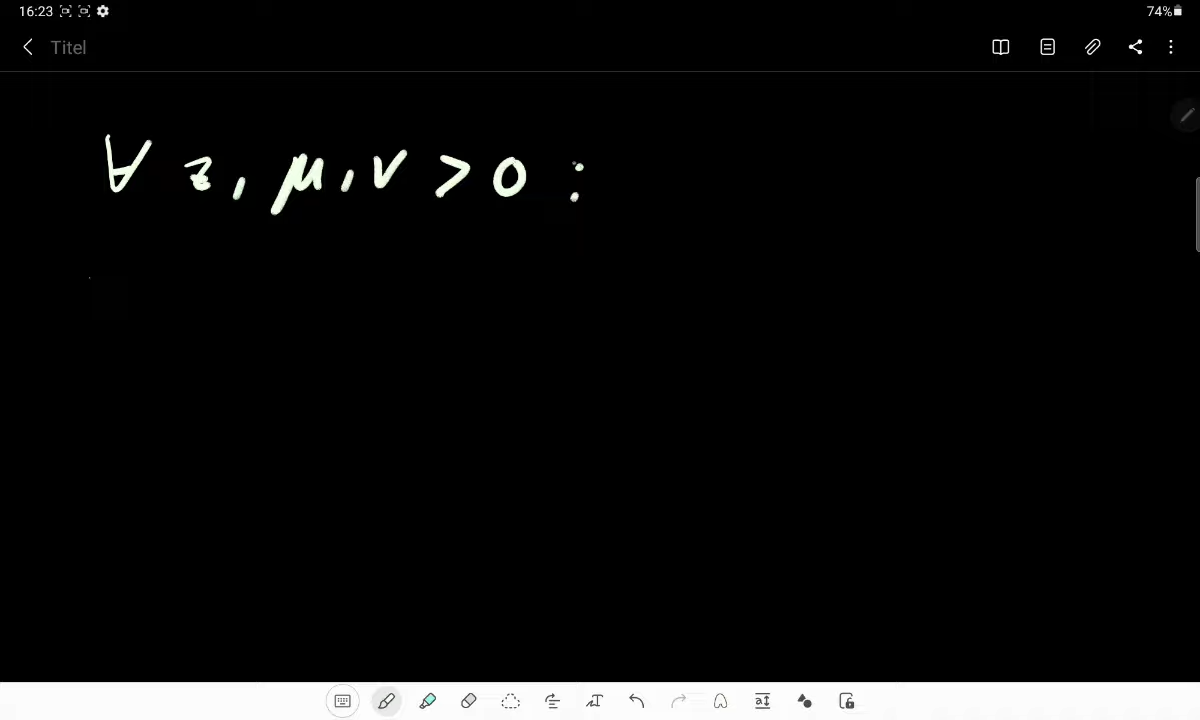 16:23 74%
Titel
∀ z, μ, v > 0 :